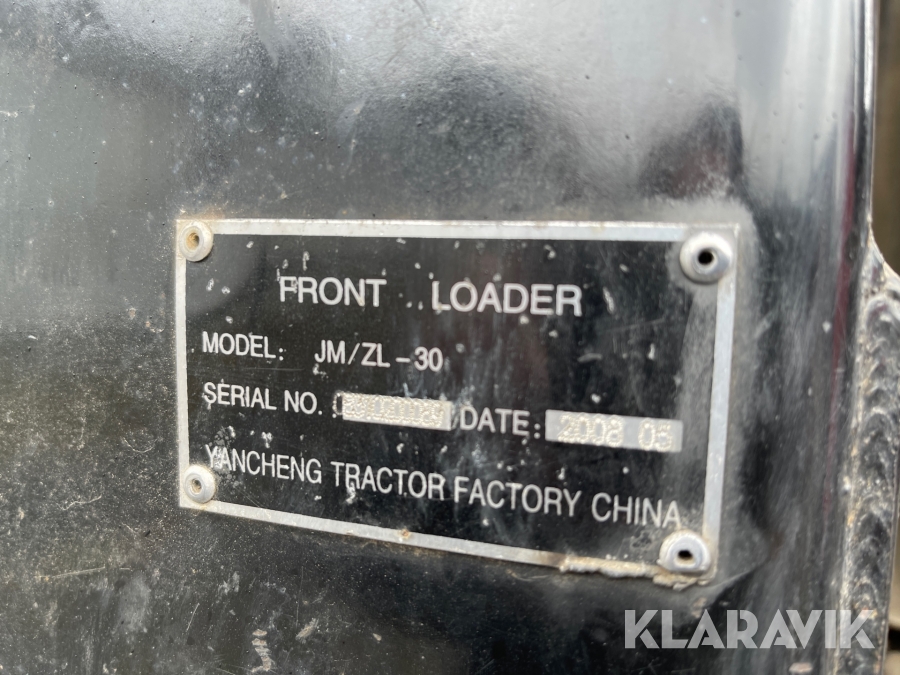 FRONT LOADER
MODEL: JM/ZL-30
SERIAL NO. DATE: 2008 05
YANCHENG TRACTOR FACTORY CHINA
KLARAVIK